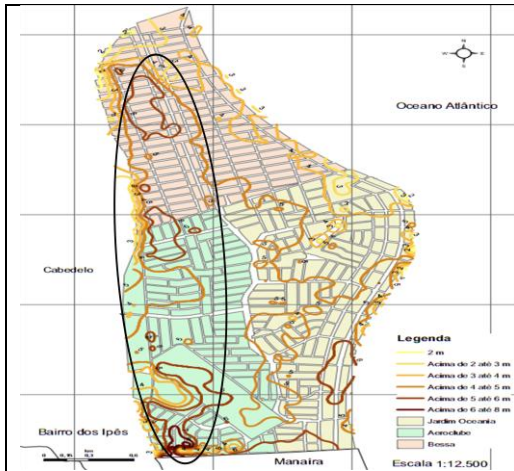 N
W
E
S
Oceano Atlântico
Cabedelo
Bairro dos Ipês
Manaira
Legenda
2 m
Acima de 2 até 3 m
Acima de 3 até 4 m
Acima de 4 até 5 m
Acima de 5 até 6 m
Acima de 6 até 8 m
Jardim Oceania
Aeroclube
Bessa
Escala 1:12.500